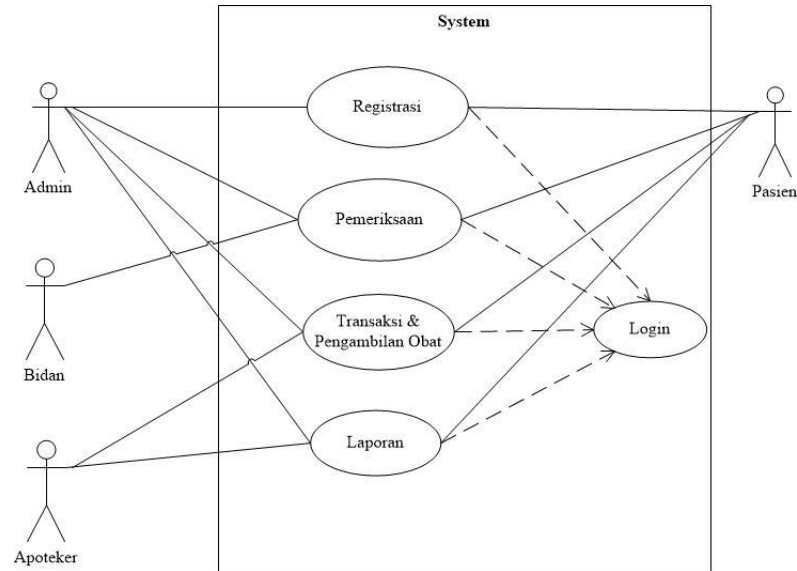 System
Registrasi
Admin
Pasien
Pemeriksaan
Bidan
Transaksi &
Pengambilan Obat
Login
Laporan
Apoteker